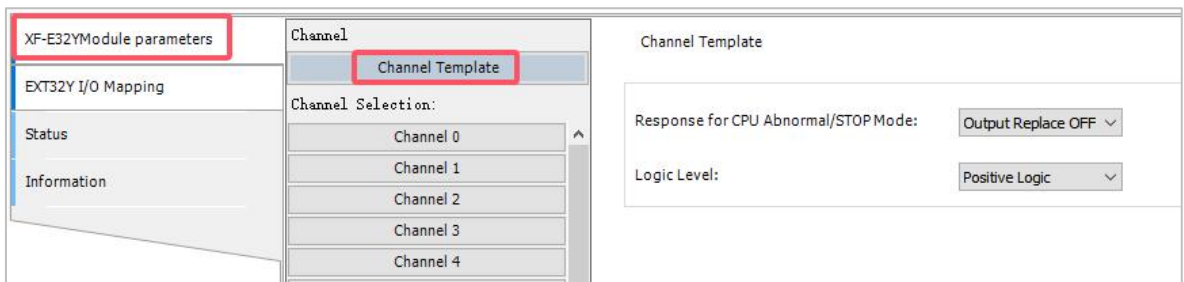 XF-E32YModule parameters
EXT32Y I/O Mapping
Status
Information
Channel
Channel Template
Channel Selection:
Channel 0
Channel 1
Channel 2
Channel 3
Channel 4
Channel Template
Response for CPU Abnormal/STOP Mode: Output Replace OFF
Logic Level: Positive Logic